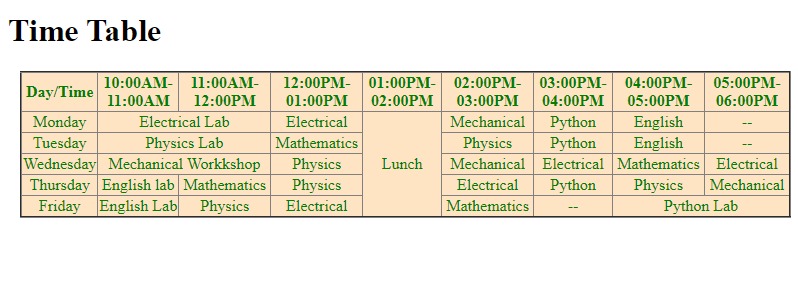 Time Table
Day/Time 10:00AM-11:00AM 11:00AM-12:00PM 12:00PM-01:00PM 01:00PM-02:00PM 02:00PM-03:00PM 03:00PM-04:00PM 04:00PM-05:00PM 05:00PM-06:00PM
Monday Electrical Lab Electrical Mechanical Python English --
Tuesday Physics Lab Mathematics Physics Python English --
Wednesday Mechanical Workkshop Physics Lunch Mechanical Electrical Mathematics Electrical
Thursday English lab Mathematics Physics Electrical Python Physics Mechanical
Friday English Lab Physics Electrical Mathematics -- Python Lab